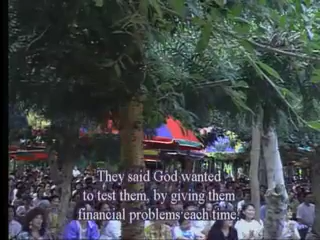 They said God wanted
to test them, by giving them
financial problems each time.